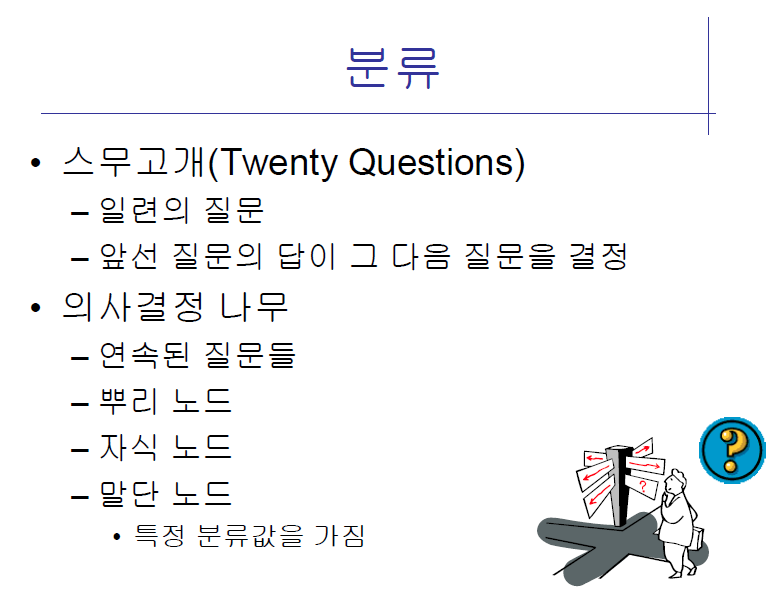 분류
• 스무고개(Twenty Questions)
– 일련의 질문
– 앞선 질문의 답이 그 다음 질문을 결정
• 의사결정 나무
– 연속된 질문들
– 뿌리 노드
– 자식 노드
– 말단 노드
• 특정 분류값을 가짐
?
?